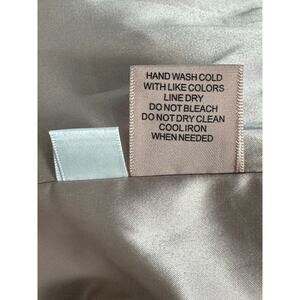 HAND WASH COLD
WITH LIKE COLORS
LINE DRY
DO NOT BLEACH
DO NOT DRY CLEAN
COOL IRON
WHEN NEEDED